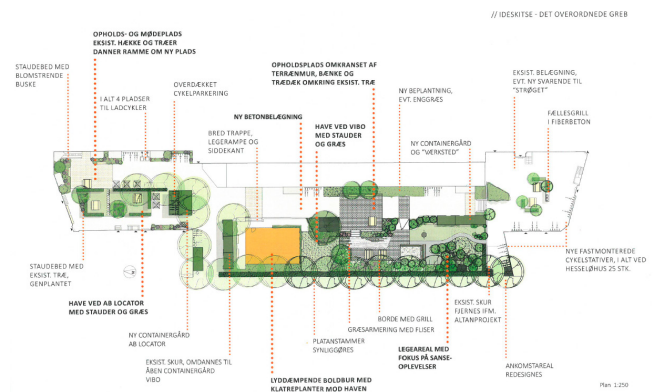 // IDESKITSE - DET OVERORDNEDE GREB
OPHOLDS- OG MØDEPLADS
EKSIST. HÆKKE OG TRÆER
DANNER RAMME OM NY PLADS
STAUDEBED MED
BLOMSTRENDE
BUSKE
I ALT 4 PLADSER
TIL LADCYKLER
OVERDÆKKET
CYKELPARKERING
NY BETONBELÆGNING
BRED TRAPPE,
LEGERAMPE OG
SIDDEKANT
OPHOLDSPLADS OMKRANSET AF
TERRÆNMUR, BÆNKE OG
TRÆDÆK OMKRING EKSIST. TRÆ
HAVE VED VIBO
MED STAUDER
OG GRÆS
NY BEPLANTNING,
EVT. ENGGRÆS
NY CONTAINERGÅRD
OG "VÆRKSTED"
EKSIST. BELÆGNING,
EVT. NY SVARENDE TIL
"STRØGET"
FÆLLESGRILL
I FIBERBETON
STAUDEBED MED
EKSIST. TRÆ,
GENPLANTET
HAVE VED AB LOCATOR
MED STAUDER OG GRÆS
NY CONTAINERGÅRD
AB LOCATOR
EKSIST. SKUR, OMDANNES TIL
ÅBEN CONTAINERGÅRD
VIBO
LYDDÆMPENDE BOLDBUR MED
KLATREPLANTER MOD HAVEN
PLATANSTAMMER
SYNLIGGØRES
GRÆSARMERING MED FLISER
BORDE MED GRILL
LEGEAREAL MED
FOKUS PÅ SANSE-
OPLEVELSER
EKSIST. SKUR
FJERNES IFM.
ALTANPROJEKT
ANKOMSTAREAL
REDESIGNES
NYE FASTMONTEREDE
CYKELSTATIVER, I ALT VED
HESSELØHUS 25 STK.
Plan 1:250